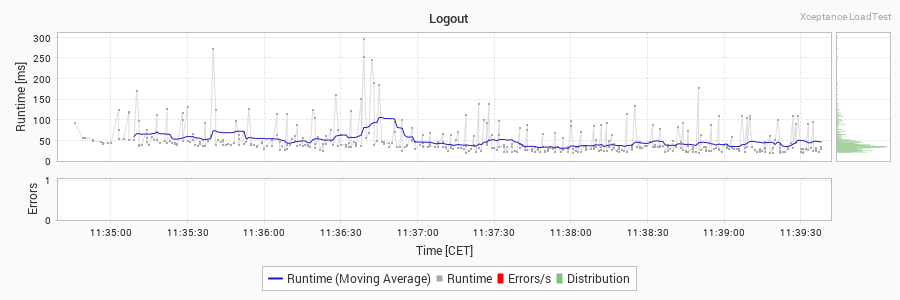 Logout
Xceptance LoadTest
Runtime [ms]
300
250
200
150
100
50
0
Errors
1
0
11:35:00 11:35:30 11:36:00 11:36:30 11:37:00 11:37:30 11:38:00 11:38:30 11:39:00 11:39:30
Time [CET]
Runtime (Moving Average) Runtime Errors/s Distribution